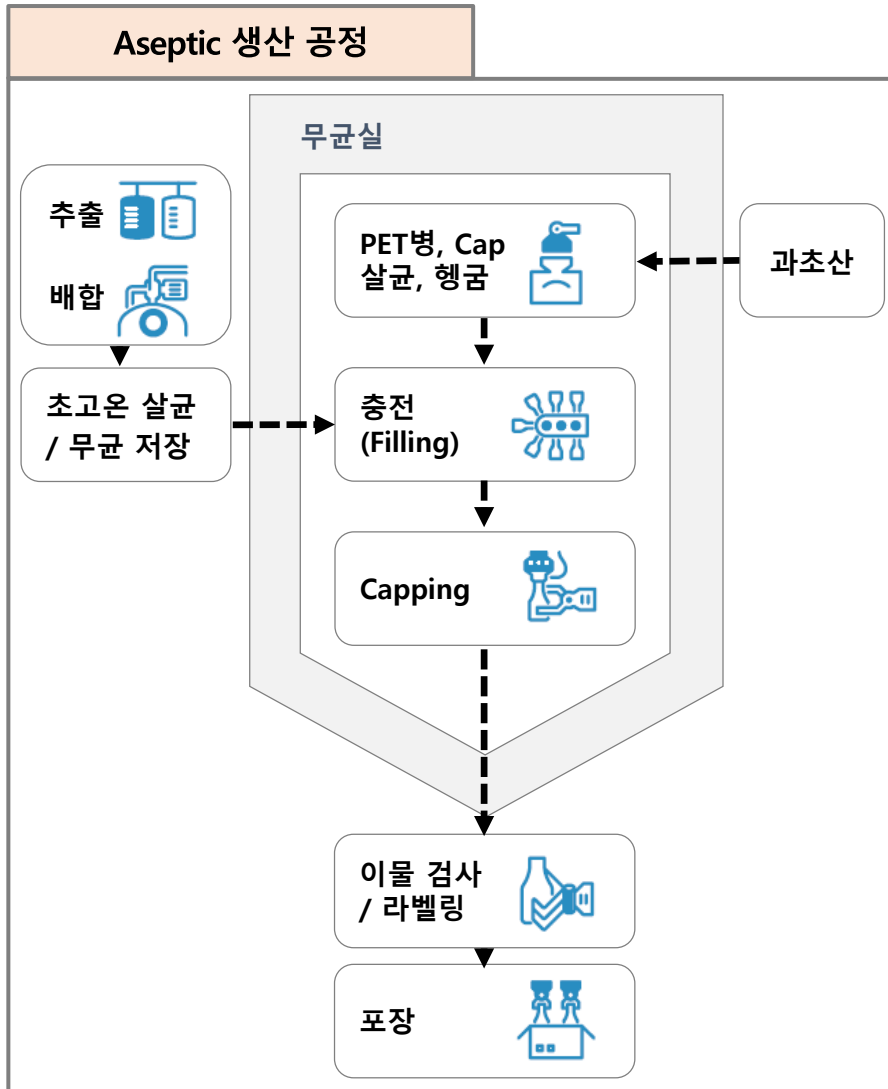 Aseptic 생산 공정
무균실
추출
배합
초고온 살균
/ 무균 저장
PET병, Cap
살균, 헹굼
과초산
충전
(Filling)
Capping
이물 검사
/ 라벨링
포장